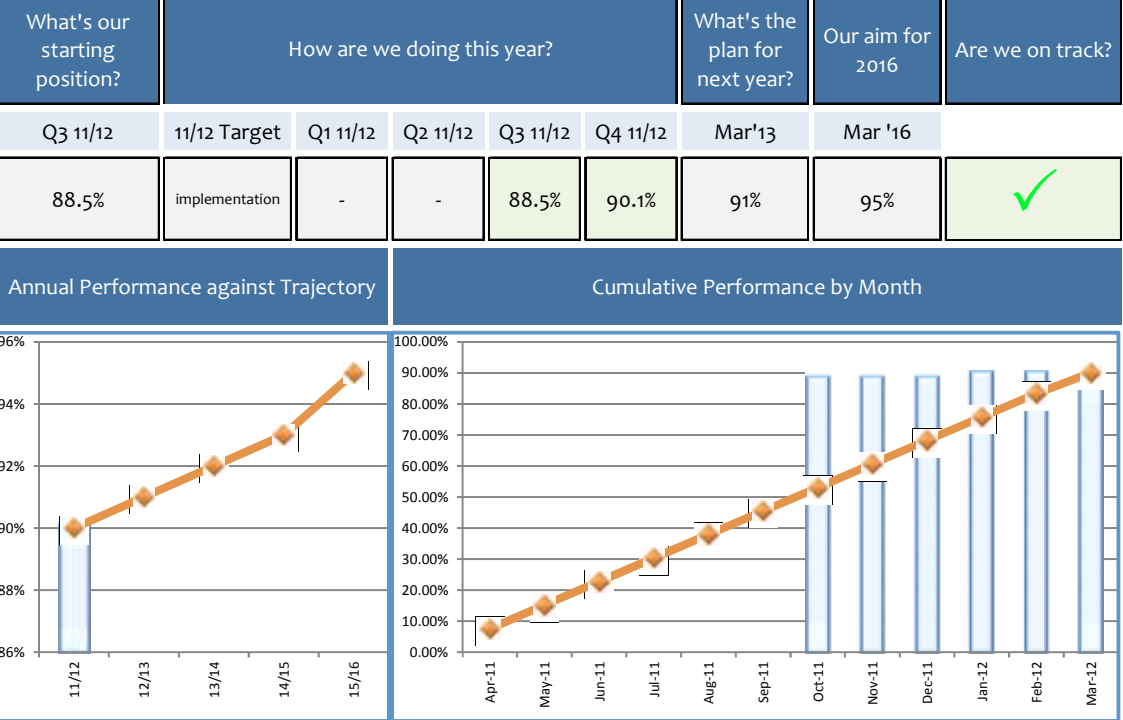 What's our
starting
position?
How are we doing this year?
What's the
plan for
next year?
Our aim for
2016
Are we on track?
Q3 11/12
11/12 Target
Q1 11/12
Q2 11/12
Q3 11/12
Q4 11/12
Mar'13
Mar '16
88.5%
implementation
-
-
88.5%
90.1%
91%
95%
Annual Performance against Trajectory
Cumulative Performance by Month
96%
94%
92%
90%
88%
86%
11/12
12/13
13/14
14/15
15/16
100.00%
90.00%
80.00%
70.00%
60.00%
50.00%
40.00%
30.00%
20.00%
10.00%
0.00%
Apr-11
May-11
Jun-11
Jul-11
Aug-11
Sep-11
Oct-11
Nov-11
Dec-11
Jan-12
Feb-12
Mar-12